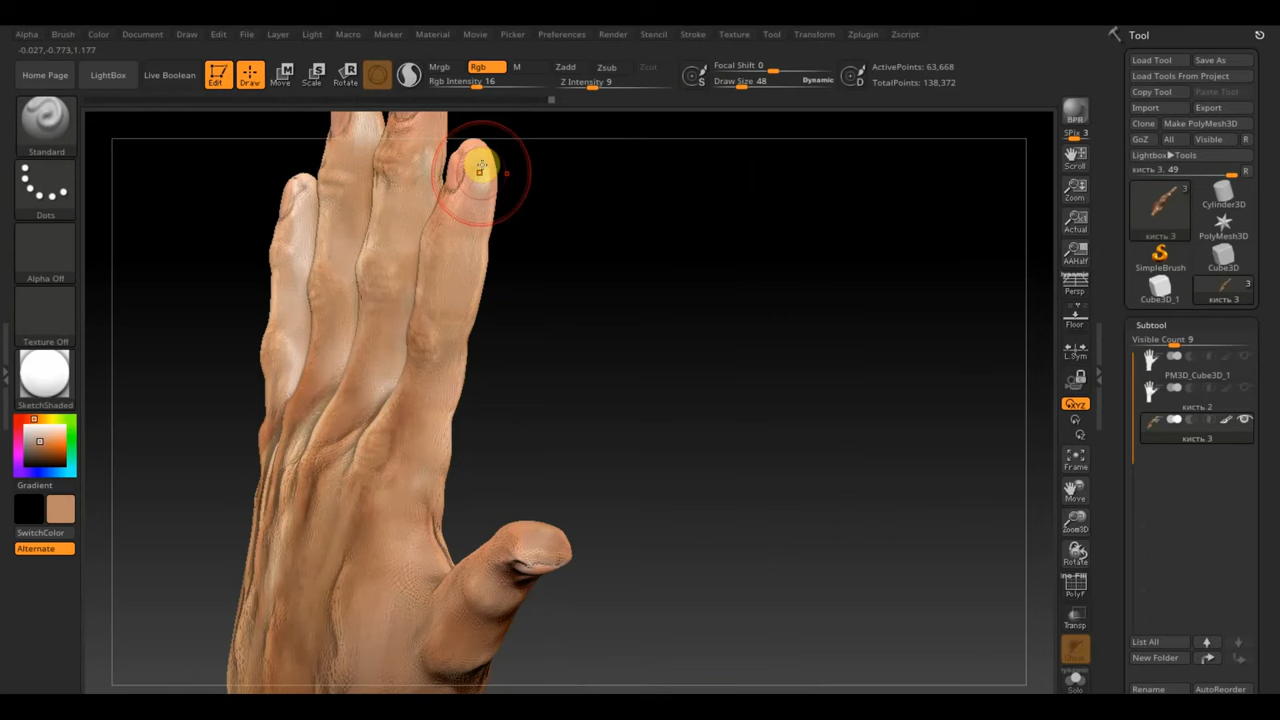 Alpha Brush Color Document Draw Edit File Layer Light Macro Marker Material Movie Picker Preferences Render Stencil Stroke Texture Tool Transform Zplugin Zscript
-0.027,-0.773,1.177
Home Page
LightBox
Live Boolean
Edit
Draw
Move
Scale
Rotate
Mrgb Rgb M
Rgb Intensity 16
Zadd Zsub Zcut
Z Intensity 9
Focal Shift 0
Draw Size 48 Dynamic
ActivePoints: 63,668
TotalPoints: 138,372
Standard
Dots
Alpha Off
Texture Off
SketchShaded
Gradient
SwitchColor
Alternate
BPR
SPix 3
Scroll
Zoom
Actual
AAHalf
Dynamic
Persp
Floor
L.Sym
XYZ
Frame
Move
Zoom3D
Rotate
PolyF
Transp
Solo
Tool
Load Tool Save As
Load Tools From Project
Copy Tool Paste Tool
Import Export
Clone Make PolyMesh3D
GoZ All Visible R
Lightbox▶Tools
кисть 3. 49 R
3
кисть 3
Cylinder3D
PolyMesh3D
SimpleBrush
Cube3D
Cube3D_1
3
кисть 3
Subtool
Visible Count 9
PM3D_Cube3D_1
кисть 2
кисть 3
List All
New Folder
Rename AutoReorder